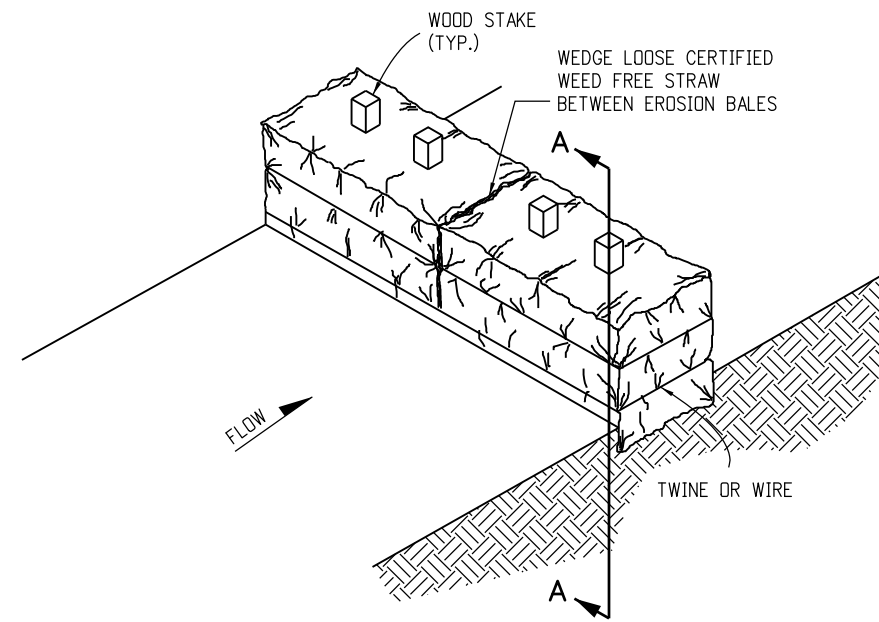 WOOD STAKE
(TYP.)
WEDGE LOOSE CERTIFIED
WEED FREE STRAW
BETWEEN EROSION BALES
A
FLOW
TWINE OR WIRE
A